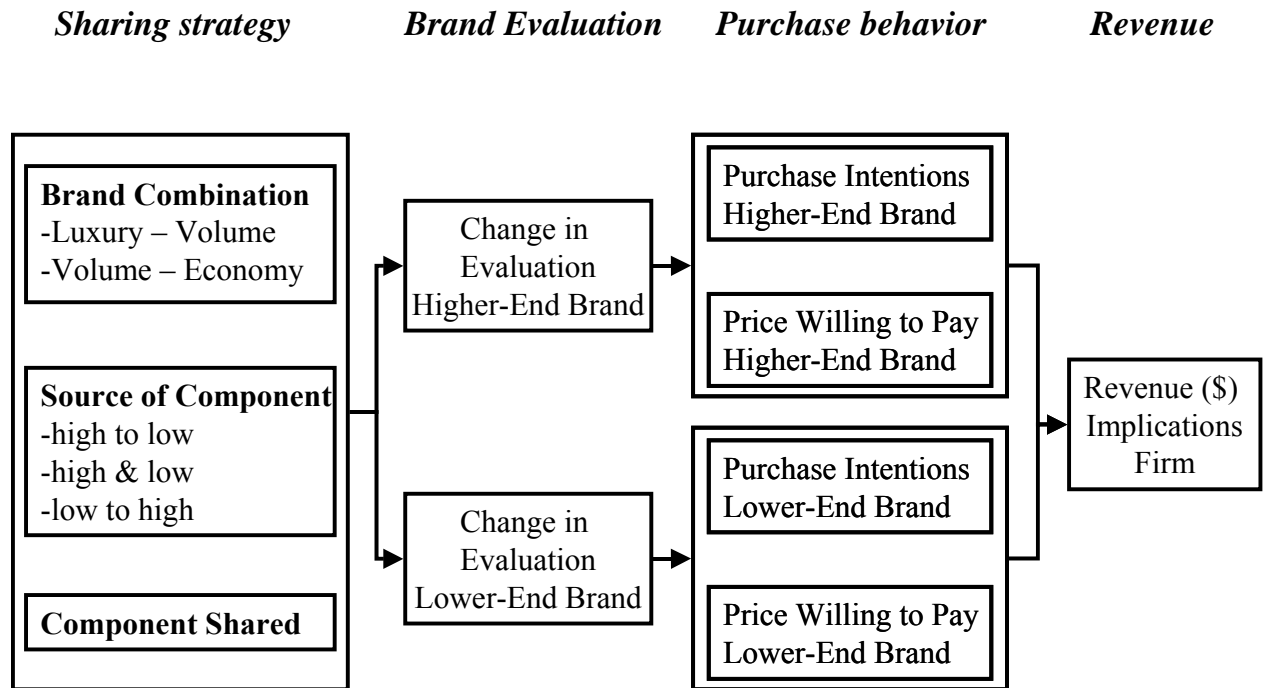 Sharing strategy
Brand Evaluation
Purchase behavior
Revenue
Brand Combination
-Luxury – Volume
-Volume – Economy
Source of Component
-high to low
-high & low
-low to high
Component Shared
Change in
Evaluation
Higher-End Brand
Change in
Evaluation
Lower-End Brand
Purchase Intentions
Higher-End Brand
Price Willing to Pay
Higher-End Brand
Purchase Intentions
Lower-End Brand
Price Willing to Pay
Lower-End Brand
Revenue ($)
Implications
Firm